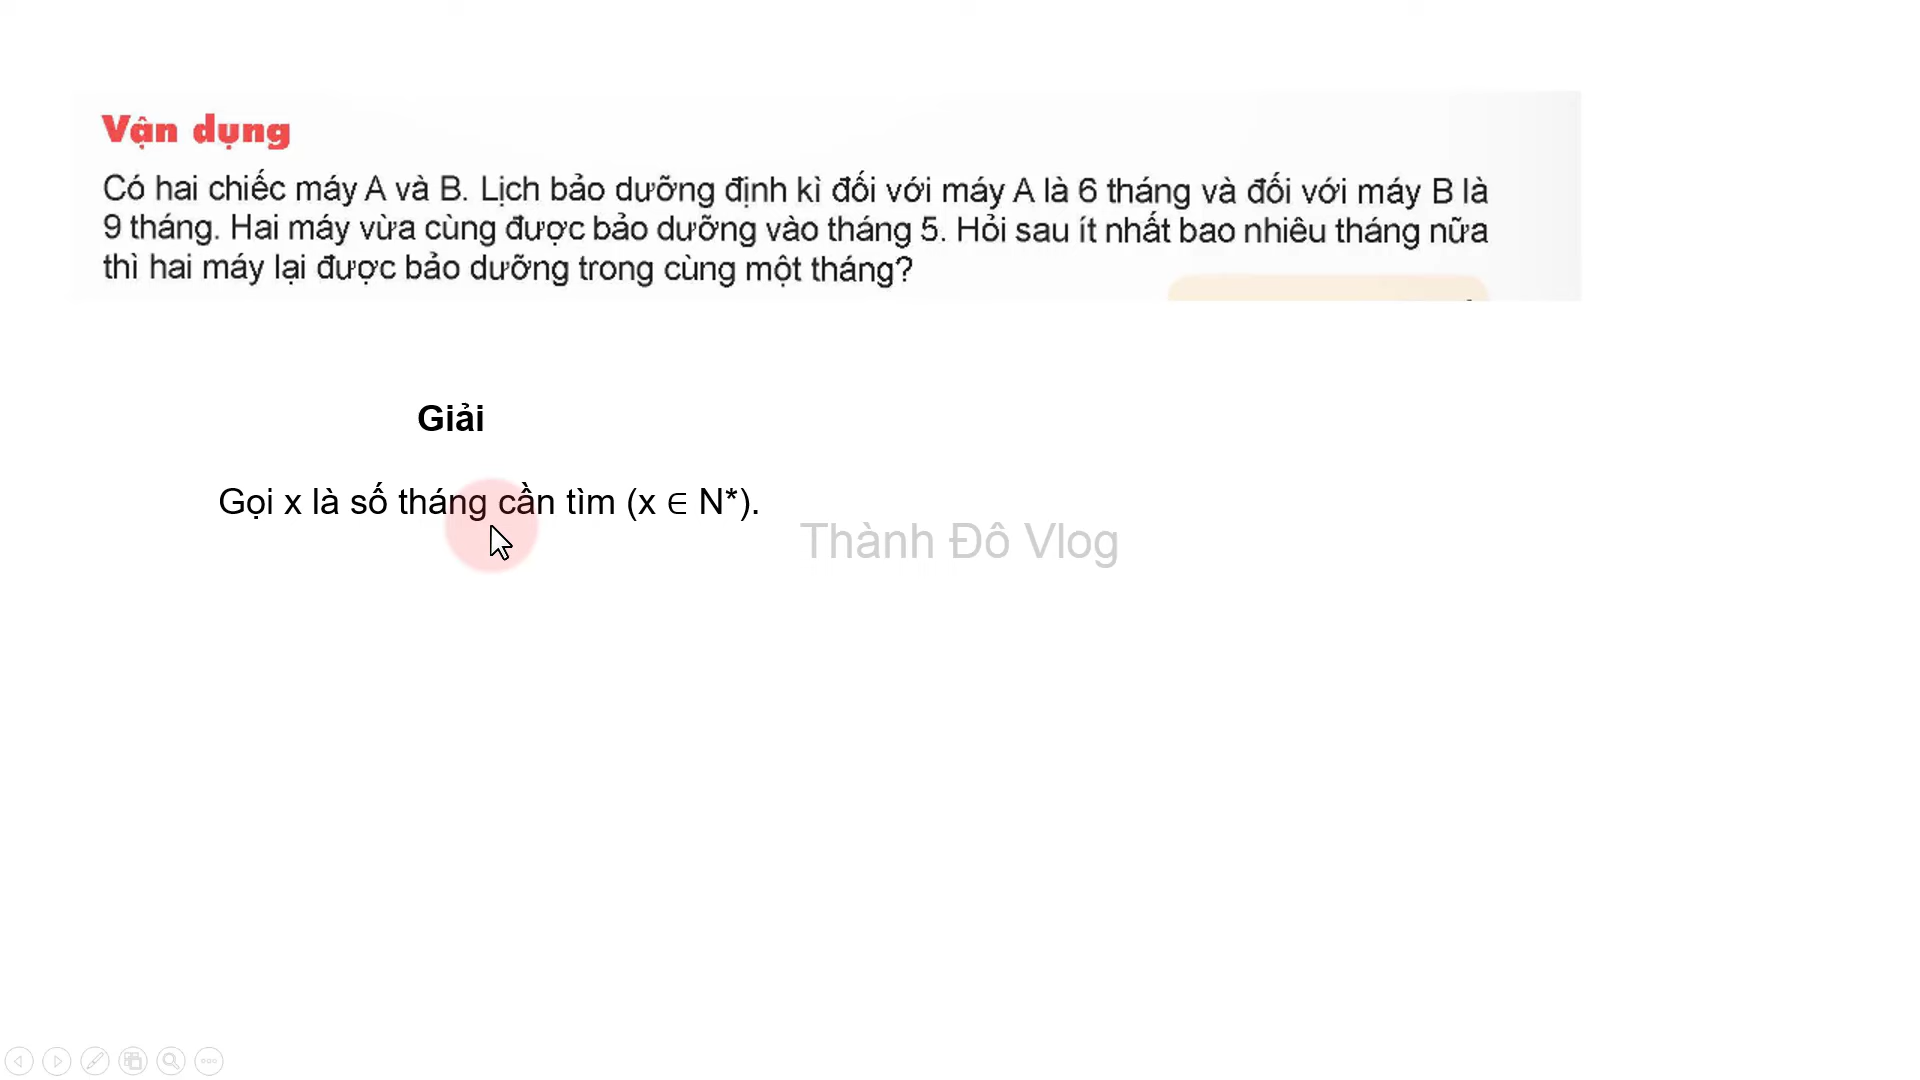 Vận dụng
Có hai chiếc máy A và B. Lịch bảo dưỡng định kì đối với máy A là 6 tháng và đối với máy B là
9 tháng. Hai máy vừa cùng được bảo dưỡng vào tháng 5. Hỏi sau ít nhất bao nhiêu tháng nữa
thì hai máy lại được bảo dưỡng trong cùng một tháng?
Giải
Gọi x là số tháng cần tìm (x ∈ N*).
Thành Đô Vlog